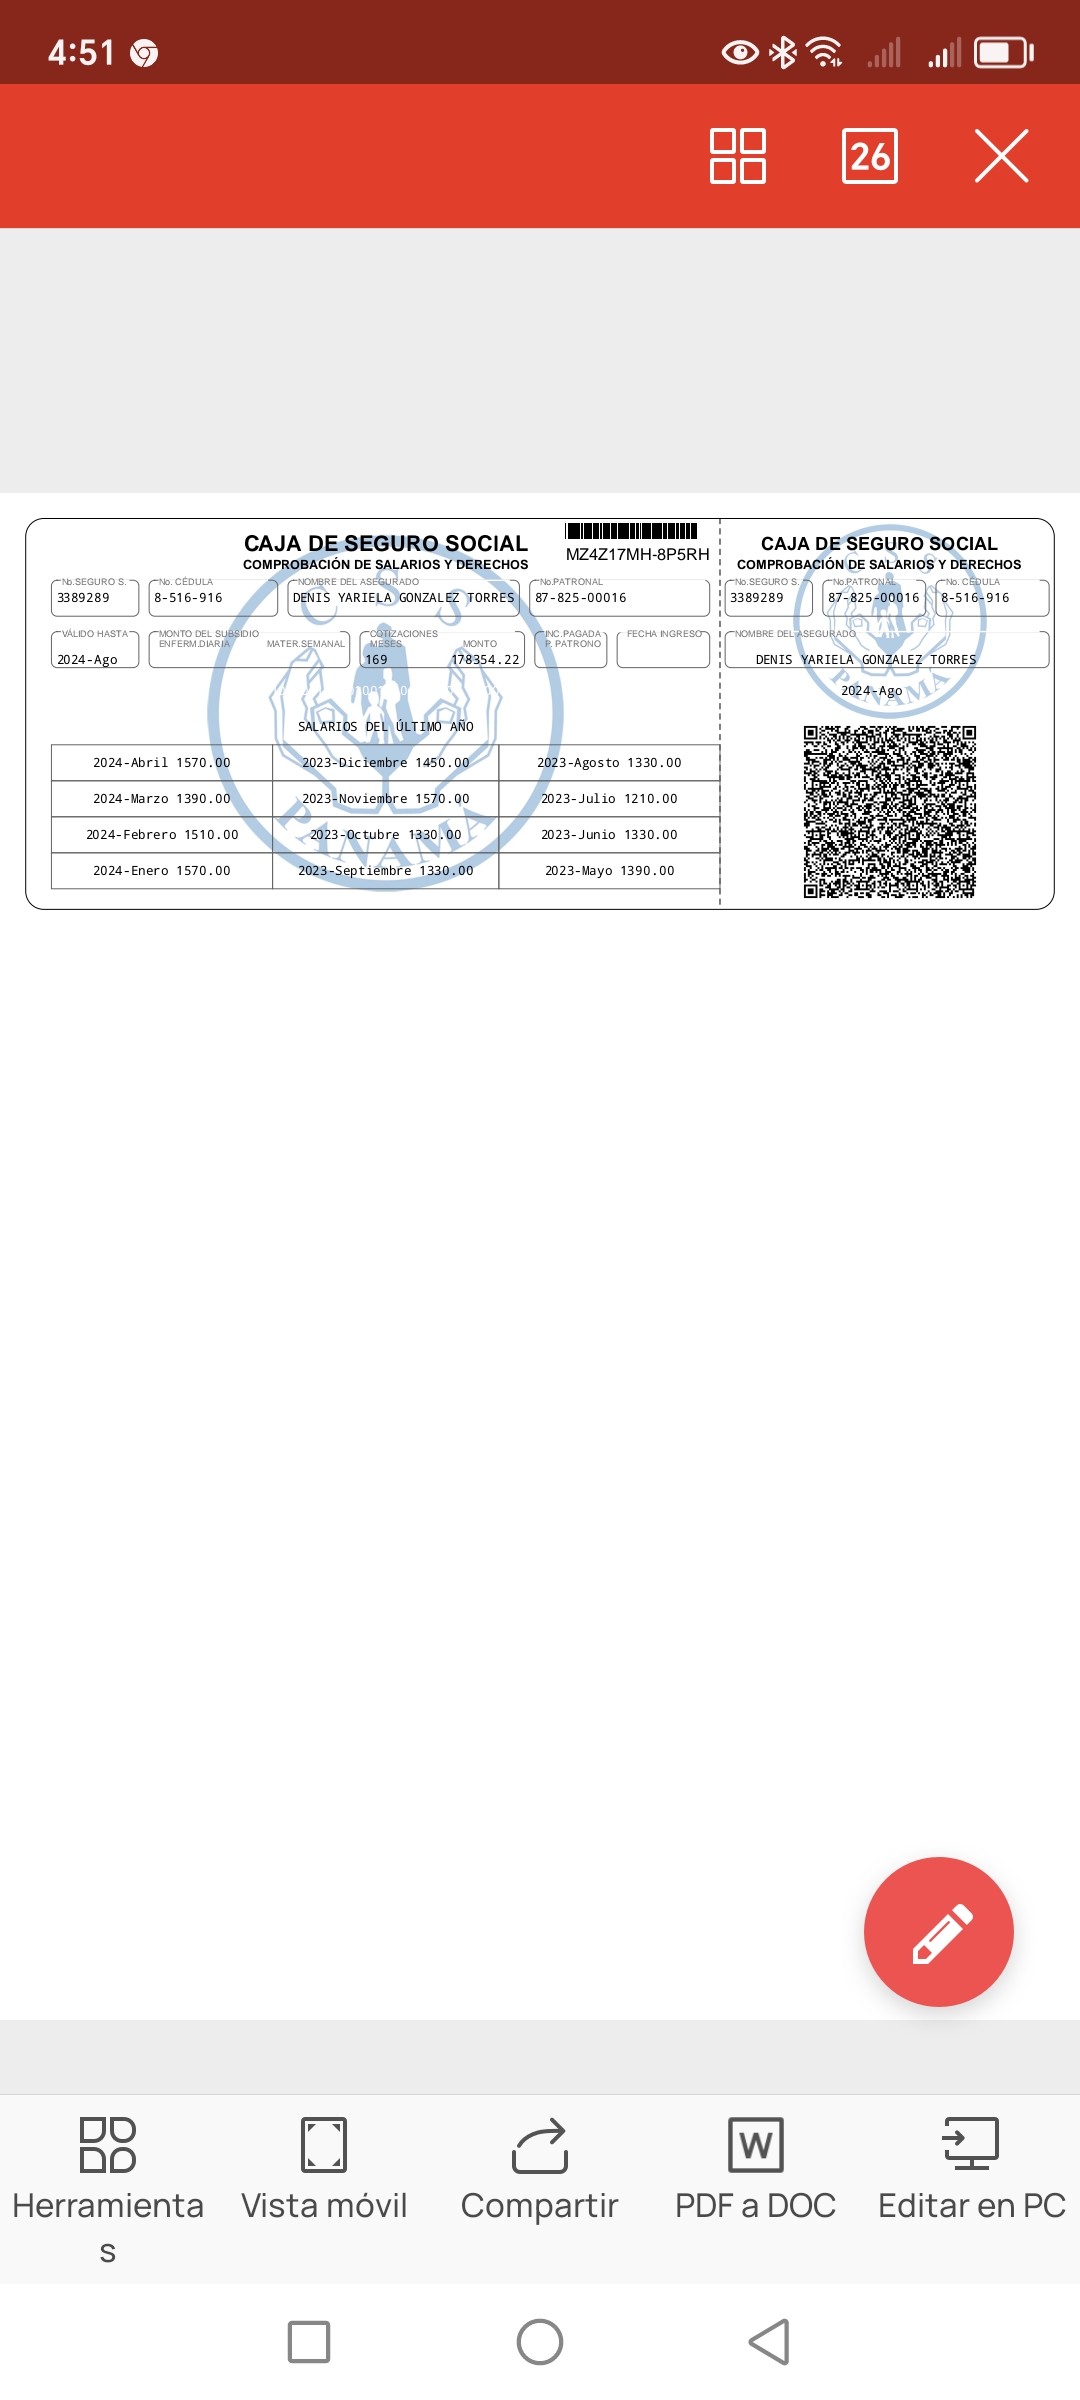 4:51
26
CAJA DE SEGURO SOCIAL
COMPROBACIÓN DE SALARIOS Y DERECHOS
MZ4Z17MH-8P5RH
No.SEGURO S. No. CÉDULA NOMBRE DEL ASEGURADO No.PATRONAL
3389289 8-516-916 DENIS YARIELA GONZALEZ TORRES 87-825-00016
VÁLIDO HASTA MONTO DEL SUBSIDIO COTIZACIONES INC.PAGADA FECHA INGRESO
ENFERM.DIARIA MATER.SEMANAL MESES MONTO P. PATRONO
2024-Ago 169 178354.22
SALARIOS DEL ÚLTIMO AÑO
2024-Abril 1570.00 2023-Diciembre 1450.00 2023-Agosto 1330.00
2024-Marzo 1390.00 2023-Noviembre 1570.00 2023-Julio 1210.00
2024-Febrero 1510.00 2023-Octubre 1330.00 2023-Junio 1330.00
2024-Enero 1570.00 2023-Septiembre 1330.00 2023-Mayo 1390.00
C S S
PANAMÁ
CAJA DE SEGURO SOCIAL
COMPROBACIÓN DE SALARIOS Y DERECHOS
No.SEGURO S. No.PATRONAL No. CÉDULA
3389289 87-825-00016 8-516-916
NOMBRE DEL ASEGURADO
DENIS YARIELA GONZALEZ TORRES
2024-Ago
C S S
PANAMÁ
Herramienta
s
Vista móvil
Compartir
W
PDF a DOC
Editar en PC